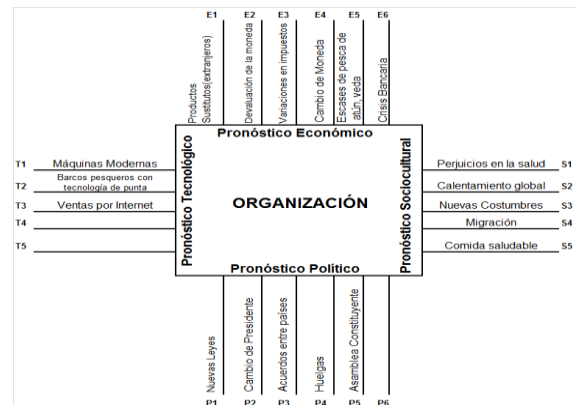 E1 E2 E3 E4 E5 E6
Productos
Sustitutos(extranjeros)
Devaluación de la moneda
Variaciones en impuestos
Cambio de Moneda
Escases de pesca de
atún, veda
Crisis Bancaria
Pronóstico Económico
T1 Máquinas Modernas
T2 Barcos pesqueros con
tecnología de punta
T3 Ventas por Internet
T4
T5
Pronóstico Tecnológico
ORGANIZACIÓN
Pronóstico Sociocultural
Perjuicios en la salud S1
Calentamiento global S2
Nuevas Costumbres S3
Migración S4
Comida saludable S5
Pronóstico Político
Nuevas Leyes
Cambio de Presidente
Acuerdos entre países
Huelgas
Asamblea Constituyente
P1 P2 P3 P4 P5 P6